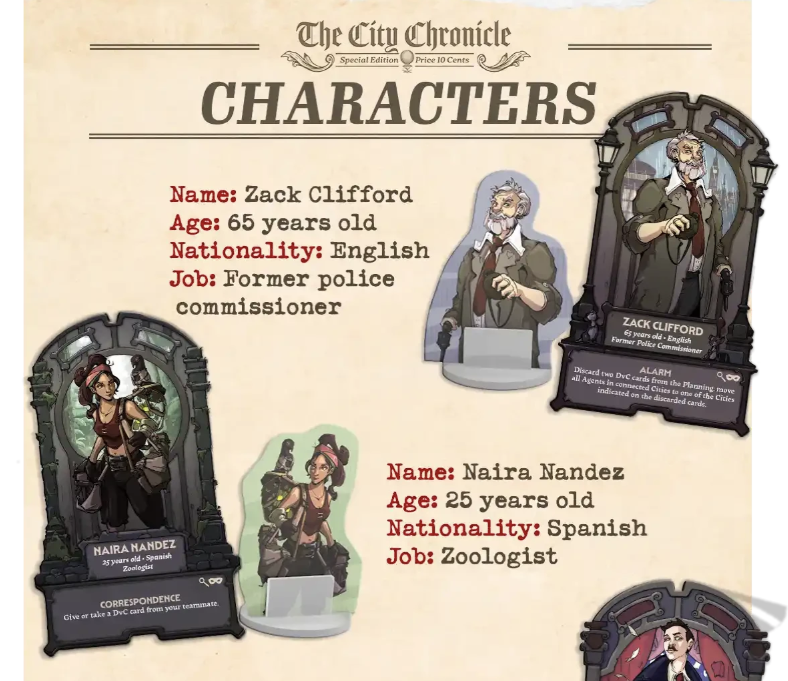 The City Chronicle
Special Edition Price 10 Cents
CHARACTERS
Name: Zack Clifford
Age: 65 years old
Nationality: English
Job: Former police
commissioner
ZACK CLIFFORD
65 years old - English
Former Police Commissioner
ALARM
Discard two DvC cards from the Planning move
all Agents in connected Cities to one of the Cities
indicated on the discarded cards.
NAIRA NANDEZ
25 years old - Spanish
Zoologist
CORRESPONDENCE
Give or take a DvC card from your teammate.
Name: Naira Nandez
Age: 25 years old
Nationality: Spanish
Job: Zoologist